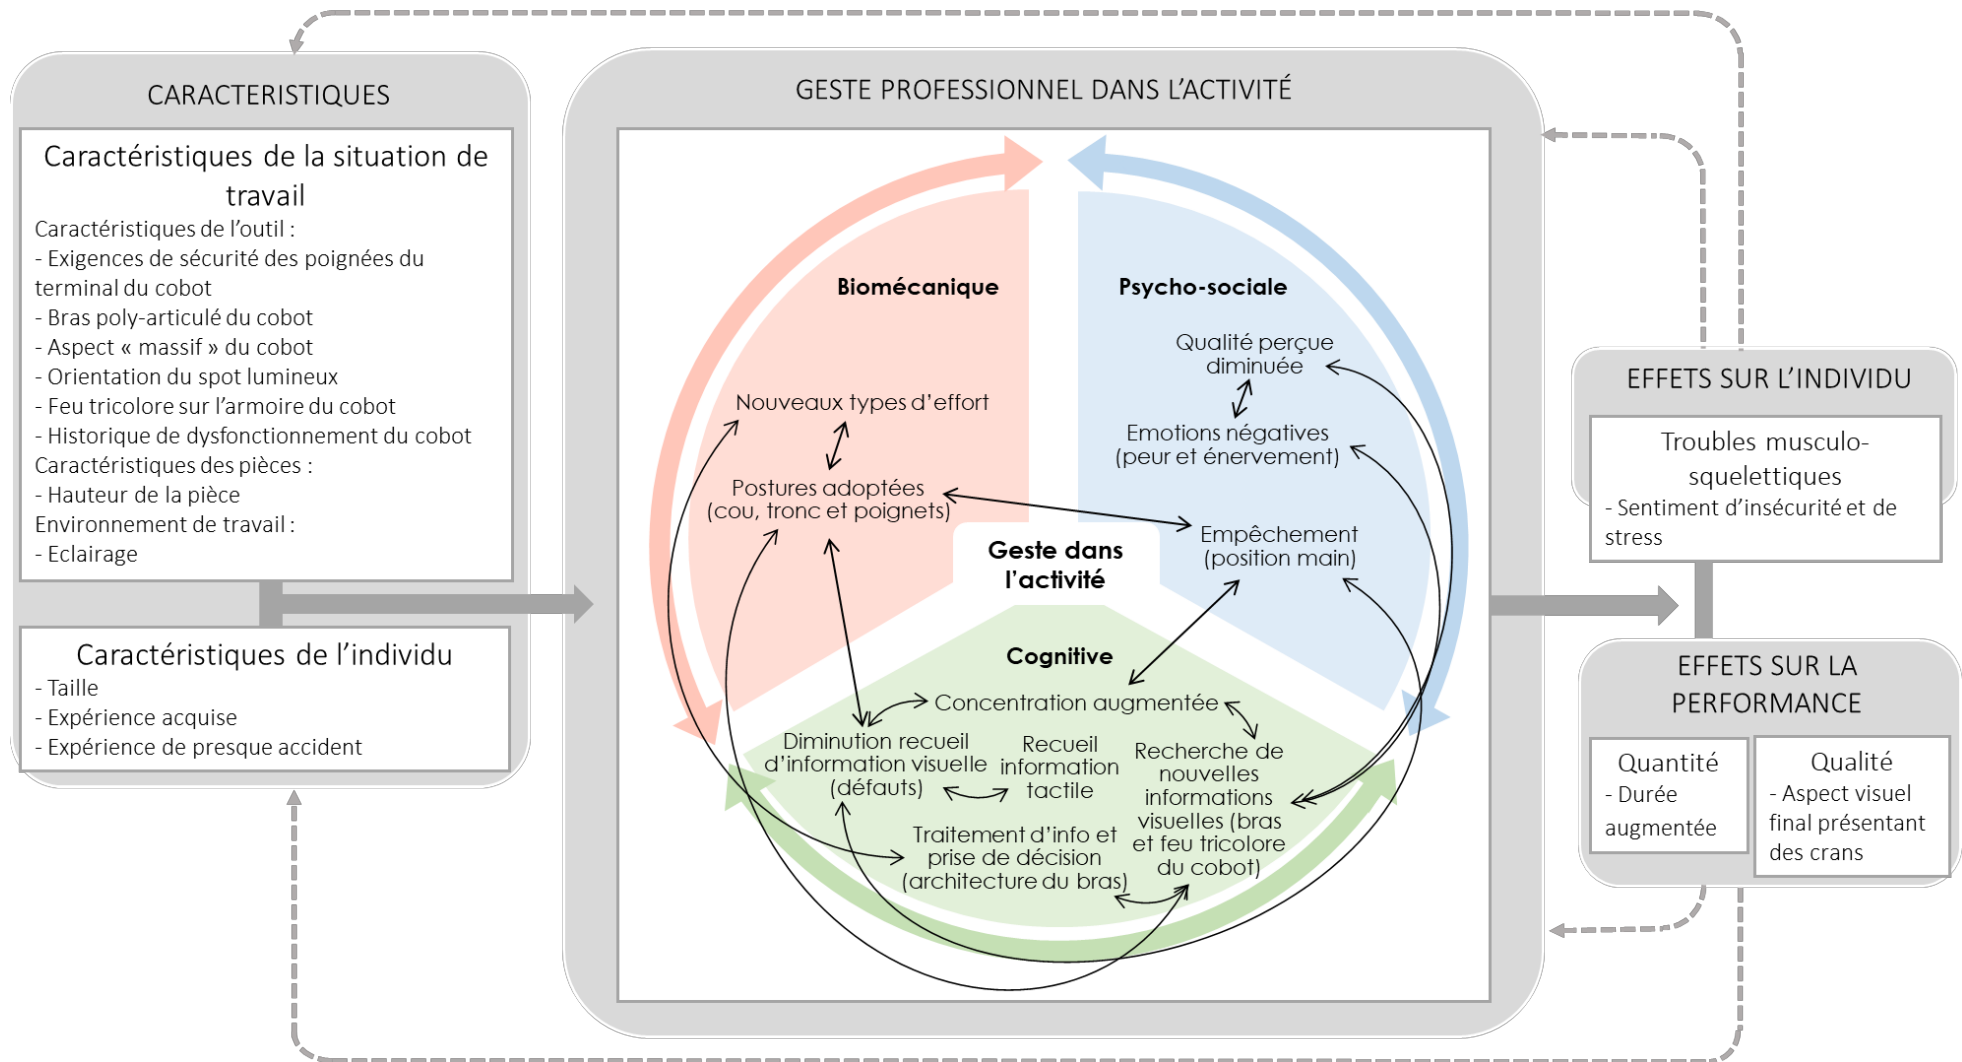 CARACTERISTIQUES
Caractéristiques de la situation de
travail
Caractéristiques de l’outil :
- Exigences de sécurité des poignées du
terminal du cobot
- Bras poly-articulé du cobot
- Aspect « massif » du cobot
- Orientation du spot lumineux
- Feu tricolore sur l’armoire du cobot
- Historique de dysfonctionnement du cobot
Caractéristiques des pièces :
- Hauteur de la pièce
Environnement de travail :
- Eclairage
Caractéristiques de l’individu
- Taille
- Expérience acquise
- Expérience de presque accident
GESTE PROFESSIONNEL DANS L’ACTIVITÉ
Biomécanique
Nouveaux types d’effort
Postures adoptées
(cou, tronc et poignets)
Psycho-sociale
Qualité perçue
diminuée
Emotions négatives
(peur et énervement)
Empêchement
(position main)
Geste dans
l’activité
Cognitive
Concentration augmentée
Diminution recueil
d’information visuelle
(défauts)
Recueil
information
tactile
Recherche de
nouvelles
informations
visuelles (bras
et feu tricolore
du cobot)
Traitement d’info et
prise de décision
(architecture du bras)
EFFETS SUR L’INDIVIDU
Troubles musculo-
squelettiques
- Sentiment d’insécurité et de
stress
EFFETS SUR LA
PERFORMANCE
Quantité
- Durée
augmentée
Qualité
- Aspect visuel
final présentant
des crans